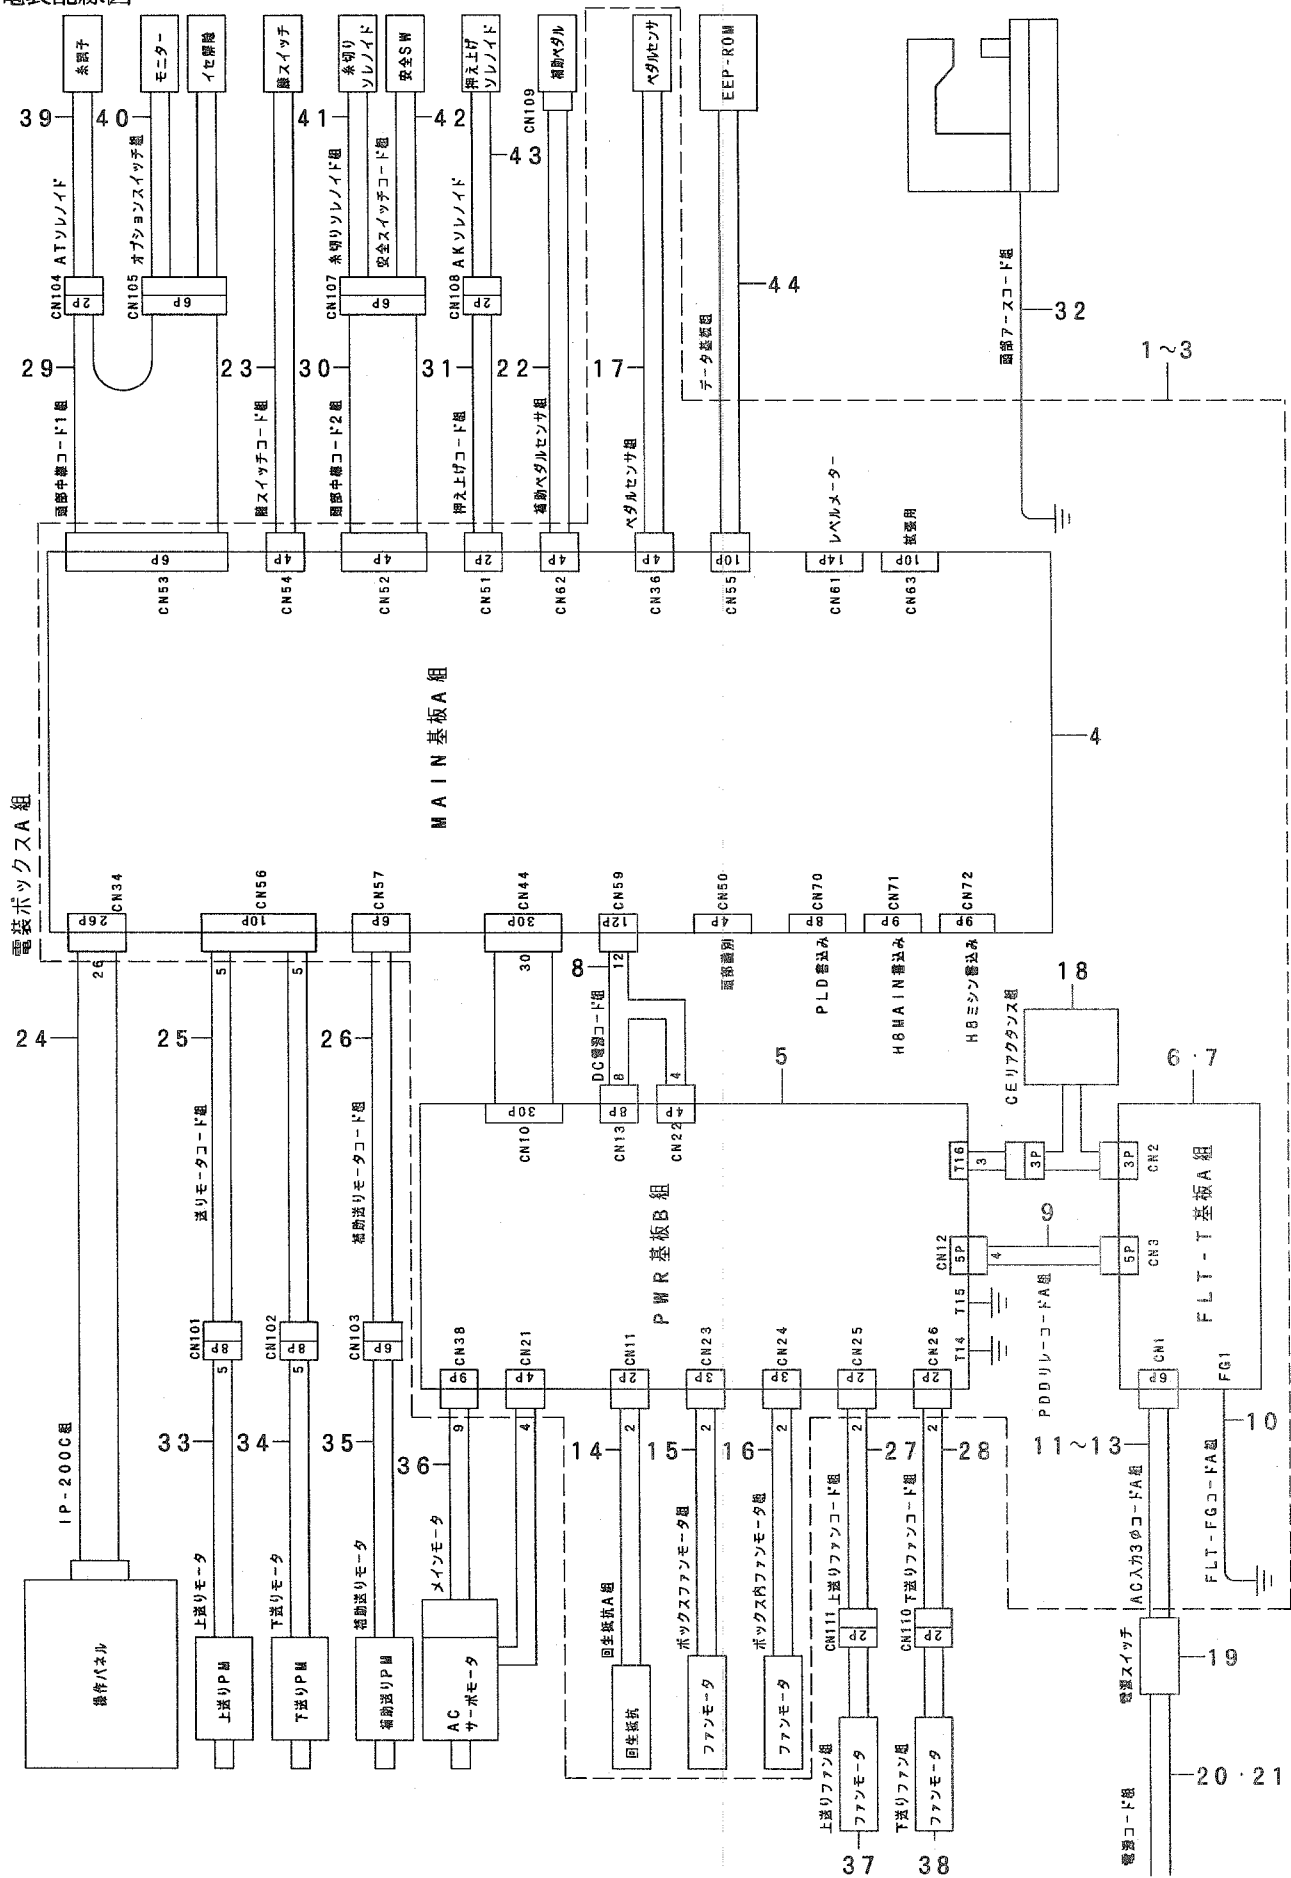 電装配線図
糸調子
モニター
イセ解除
膝スイッチ
糸切り
ソレノイド
安全SW
押え上げ
ソレノイド
補助ペダル
CN109
ペダルセンサ
EEP-ROM
39
40
41
42
43
ATソレノイド
オプションスイッチ組
糸切りソレノイド組
安全スイッチコード組
AKソレノイド
CN104
2P
CN105
6P
CN107
6P
CN108
2P
44
32
頭部アースコード組
1~3
29
23
30
31
22
17
データ基板組
頭部中継コード1組
膝スイッチコード組
頭部中継コード2組
押え上げコード組
補助ペダルセンサ組
ペダルセンサ組
レベルメーター
拡張用
6P
4P
4P
2P
4P
4P
10P
14P
10P
CN53
CN54
CN52
CN51
CN62
CN36
CN55
CN61
CN63
MAIN基板A組
4
電装ボックスA組
26P
CN34
10P
CN56
6P
CN57
30P
CN44
12P
CN59
4P
CN50
8P
CN70
9P
CN71
9P
CN72
26
5
5
30
8
12
頭部識別
PLD書込み
H8MAIN書込み
H8ミシン書込み
18
24
25
26
DC電源コード組
8
4
5
CEリアクタンス組
6・7
30P
CN10
8P
CN13
4P
CN22
送りモータコード組
補助送りモータコード組
T16
3
3P
3P
CN2
PWR基板B組
FLT-T基板A組
9
CN12
5P
4
5P
CN3
T15
T14
PDDリレーコードA組
CN101
8P
5
CN102
8P
5
CN103
6P
9P
CN38
4P
CN21
2P
CN11
3P
CN23
3P
CN24
2P
CN25
2P
CN26
6P
CN1
FG1
9
4
2
2
2
2
2
33
34
35
36
14
15
16
27
28
11~13
10
IP-200C組
上送りモータ
下送りモータ
補助送りモータ
メインモータ
回生抵抗A組
ボックスファンモータ組
ボックス内ファンモータ組
上送りファンコード組
下送りファンコード組
AC入力3φコードA組
FLT-FGコードA組
CN111
2P
CN110
2P
操作パネル
上送りPM
下送りPM
補助送りPM
AC
サーボモータ
回生抵抗
ファンモータ
ファンモータ
上送りファン組
ファンモータ
下送りファン組
ファンモータ
電源スイッチ
19
20・21
電源コード組
37
38